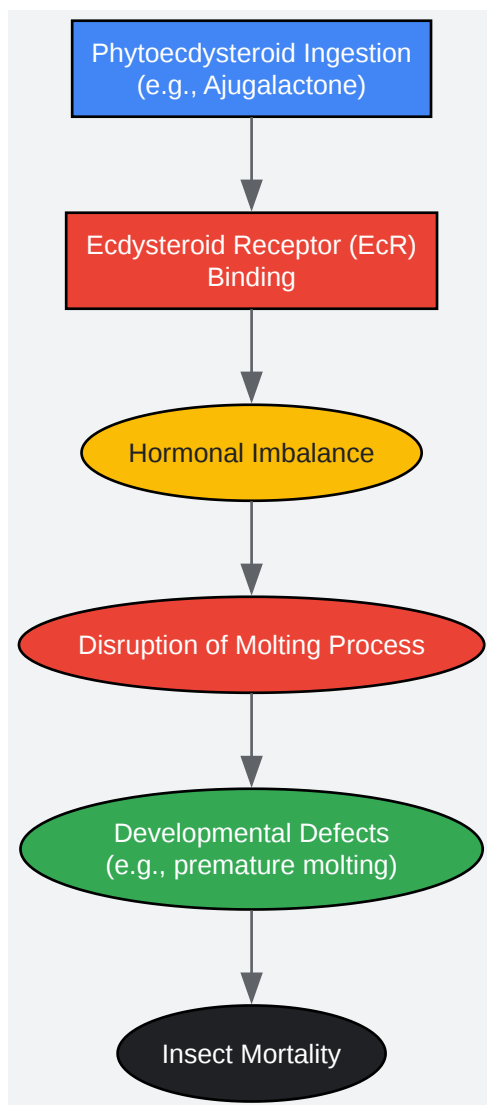 Phytoecdysteroid Ingestion
(e.g., Ajugalactone)
Ecdysteroid Receptor (EcR)
Binding
Hormonal Imbalance
Disruption of Molting Process
Developmental Defects
(e.g., premature molting)
Insect Mortality